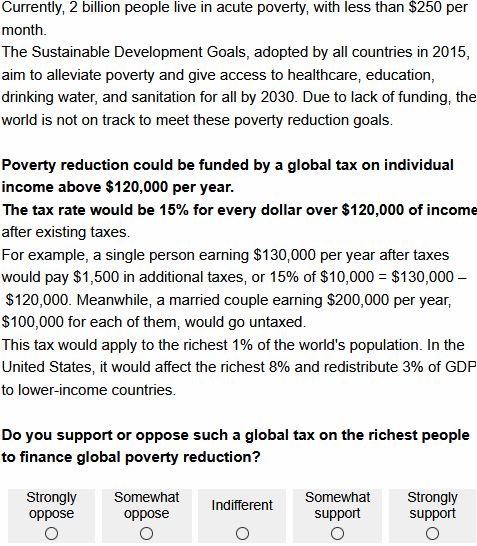 Currently, 2 billion people live in acute poverty, with less than $250 per
month.
The Sustainable Development Goals, adopted by all countries in 2015,
aim to alleviate poverty and give access to healthcare, education,
drinking water, and sanitation for all by 2030. Due to lack of funding, the
world is not on track to meet these poverty reduction goals.
Poverty reduction could be funded by a global tax on individual
income above $120,000 per year.
The tax rate would be 15% for every dollar over $120,000 of income
after existing taxes.
For example, a single person earning $130,000 per year after taxes
would pay $1,500 in additional taxes, or 15% of $10,000 = $130,000 –
$120,000. Meanwhile, a married couple earning $200,000 per year,
$100,000 for each of them, would go untaxed.
This tax would apply to the richest 1% of the world's population. In the
United States, it would affect the richest 8% and redistribute 3% of GDP
to lower-income countries.
Do you support or oppose such a global tax on the richest people
to finance global poverty reduction?
Strongly oppose
Somewhat oppose
Indifferent
Somewhat support
Strongly support